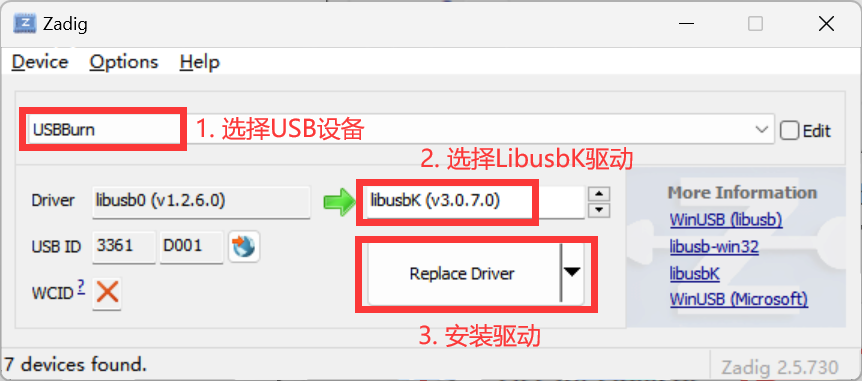 Zadig
Device Options Help
USBBurn
1. 选择USB设备
Edit
2. 选择LibusbK驱动
Driver libusb0 (v1.2.6.0) libusbK (v3.0.7.0)
USB ID 3361 D001
WCID ?
Replace Driver
3. 安装驱动
More Information
WinUSB (libusb)
libusb-win32
libusbK
WinUSB (Microsoft)
7 devices found.
Zadig 2.5.730